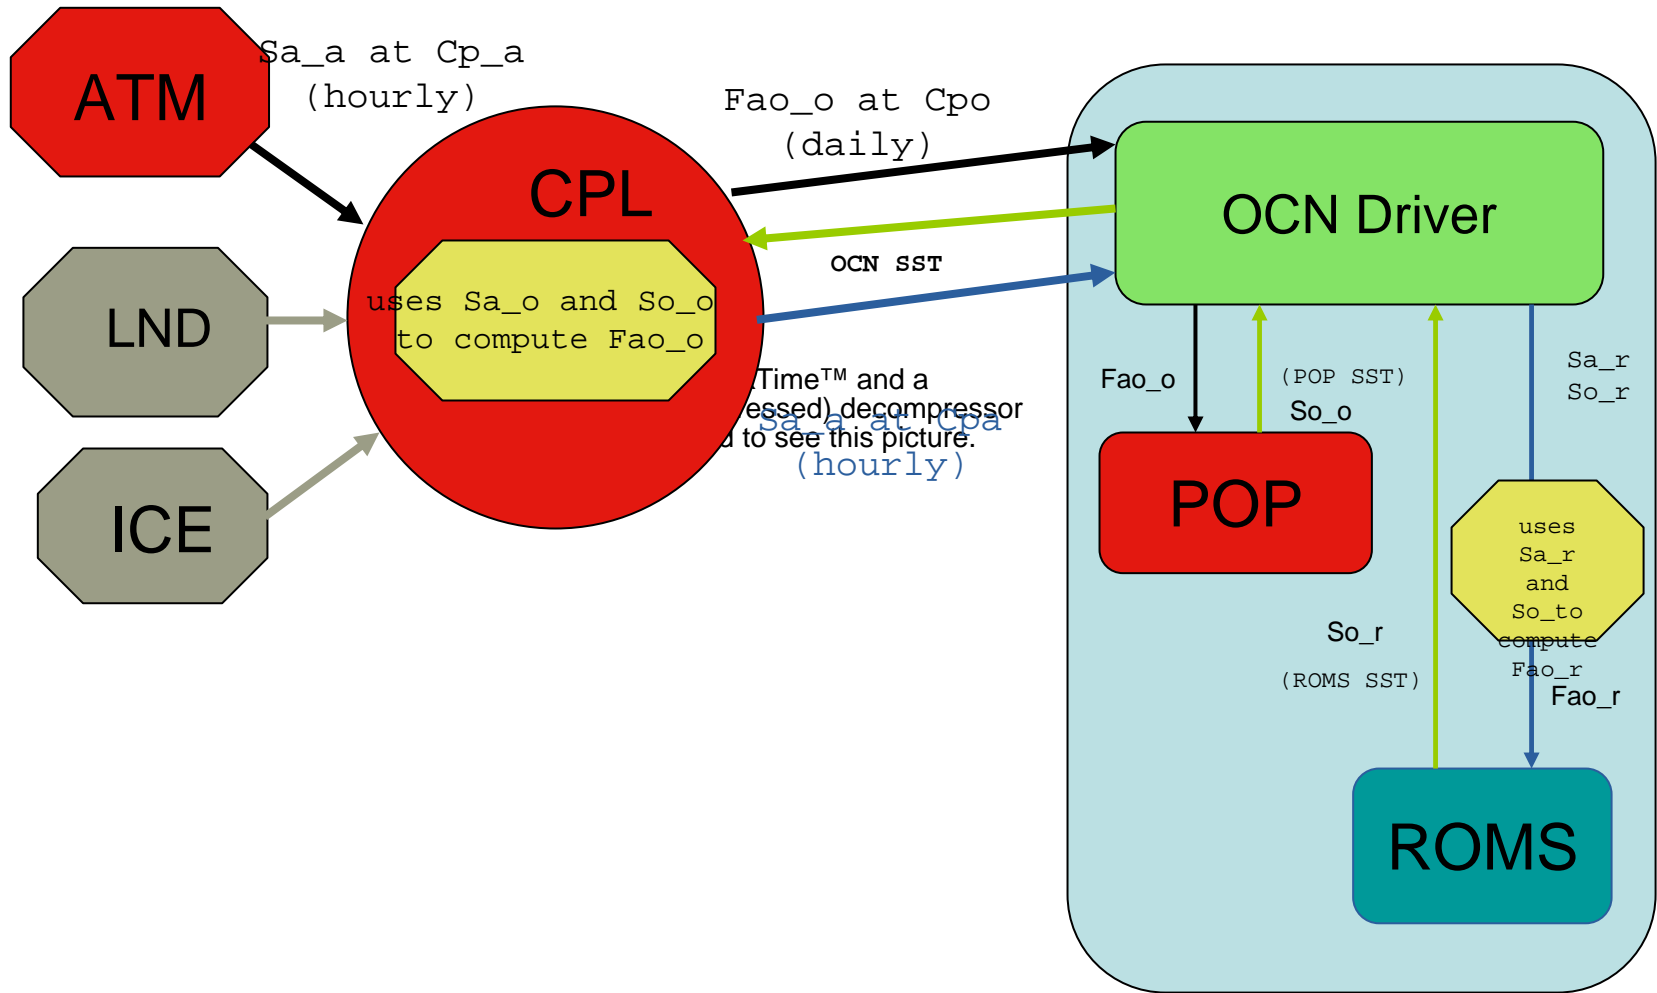 ATM
Sa_a at Cp_a
(hourly)
LND
ICE
CPL
uses Sa_o and So_o
to compute Fao_o
Fao_o at Cpo
(daily)
OCN SST
Time™ and a
essed) decompressor
to see this picture.
Sa_a at Cpa
(hourly)
OCN Driver
Fao_o
(POP SST)
So_o
Sa_r
So_r
POP
uses
Sa_r
and
So_to
compute
Fao_r
So_r
(ROMS SST)
Fao_r
ROMS